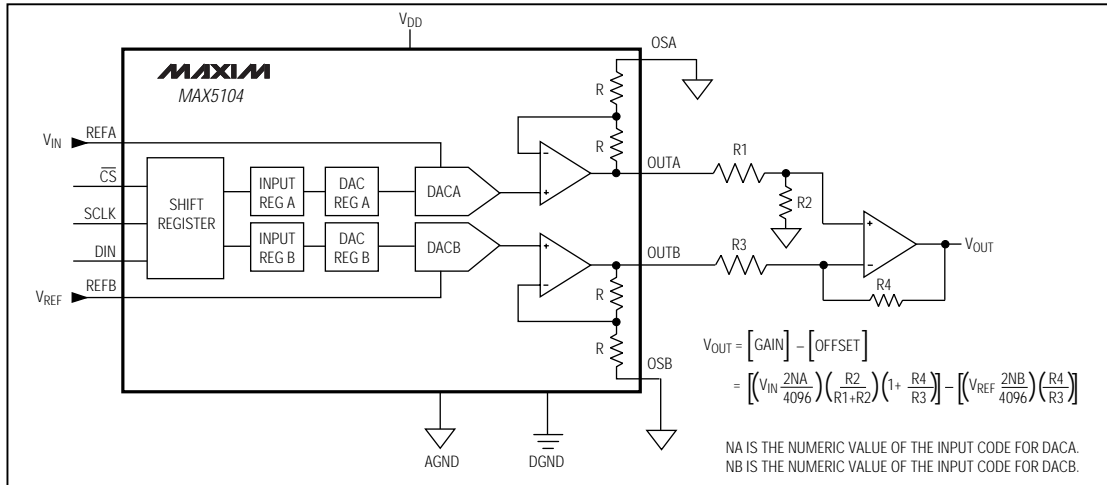 VDD
OSA
MAXIM
MAX5104
R
VIN
REFA
R
OUTA
R1
CS
SHIFT
REGISTER
INPUT
REG A
DAC
REG A
DACA
−
+
R2
SCLK
INPUT
REG B
DAC
REG B
DACB
+
−
OUTB
R3
+
−
VOUT
DIN
R
R4
VREF
REFB
R
OSB
AGND
DGND
VOUT = [GAIN] − [OFFSET]
= [(VIN 2NA/4096)(R2/R1+R2)(1+ R4/R3)] − [(VREF 2NB/4096)(R4/R3)]
NA IS THE NUMERIC VALUE OF THE INPUT CODE FOR DACA.
NB IS THE NUMERIC VALUE OF THE INPUT CODE FOR DACB.